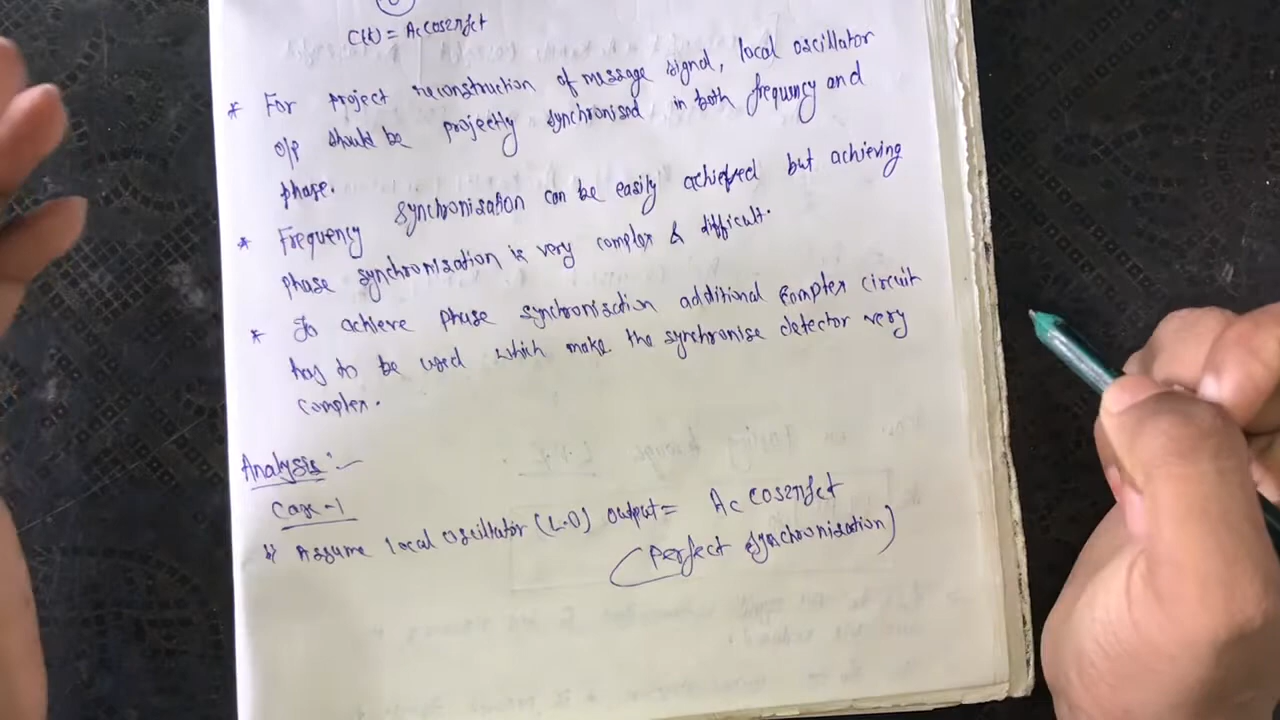 C(t) = Ac cos2πfct
* For project reconstruction of message signal, local oscillator
o/p should be projectly synchronised in both frequency and
phase.
* Frequency synchronization can be easily achieved but achieving
phase synchronization is very complex & difficult.
* To achieve phase synchronisation additional complex circuit
has to be used which make the synchronise detector very
complex.
Analysis :-
Case-1
Assume local oscillator (L.O) output = Ac cos2πfct
(Perfect synchronisation)